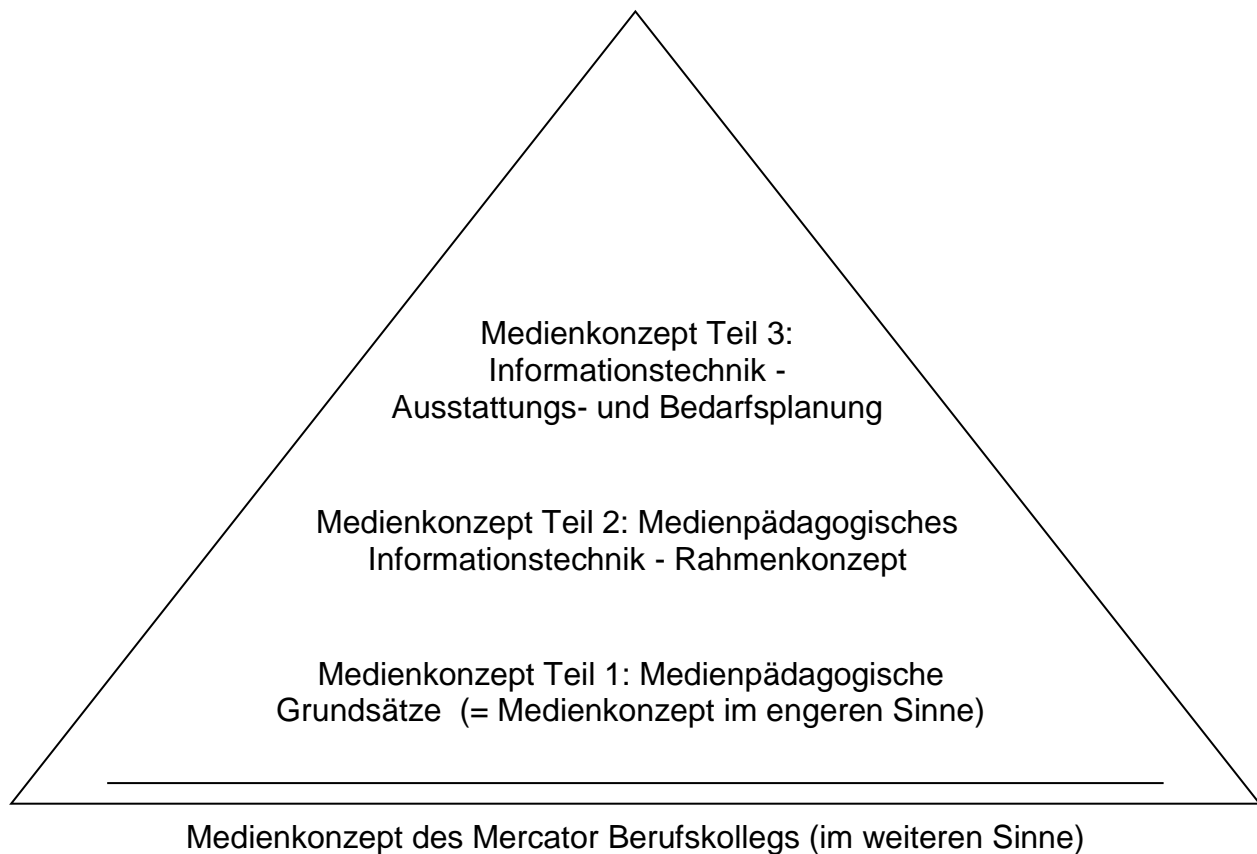 Medienkonzept Teil 3:
Informationstechnik -
Ausstattungs- und Bedarfsplanung
Medienkonzept Teil 2: Medienpädagogisches
Informationstechnik - Rahmenkonzept
Medienkonzept Teil 1: Medienpädagogische
Grundsätze (= Medienkonzept im engeren Sinne)
Medienkonzept des Mercator Berufskollegs (im weiteren Sinne)